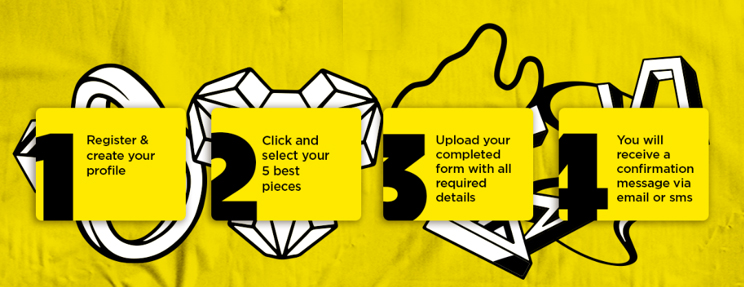 1
Register &
create your
profile
2
Click and
select your
5 best
pieces
3
Upload your
completed
form with all
required
details
4
You will
receive a
confirmation
message via
email or sms